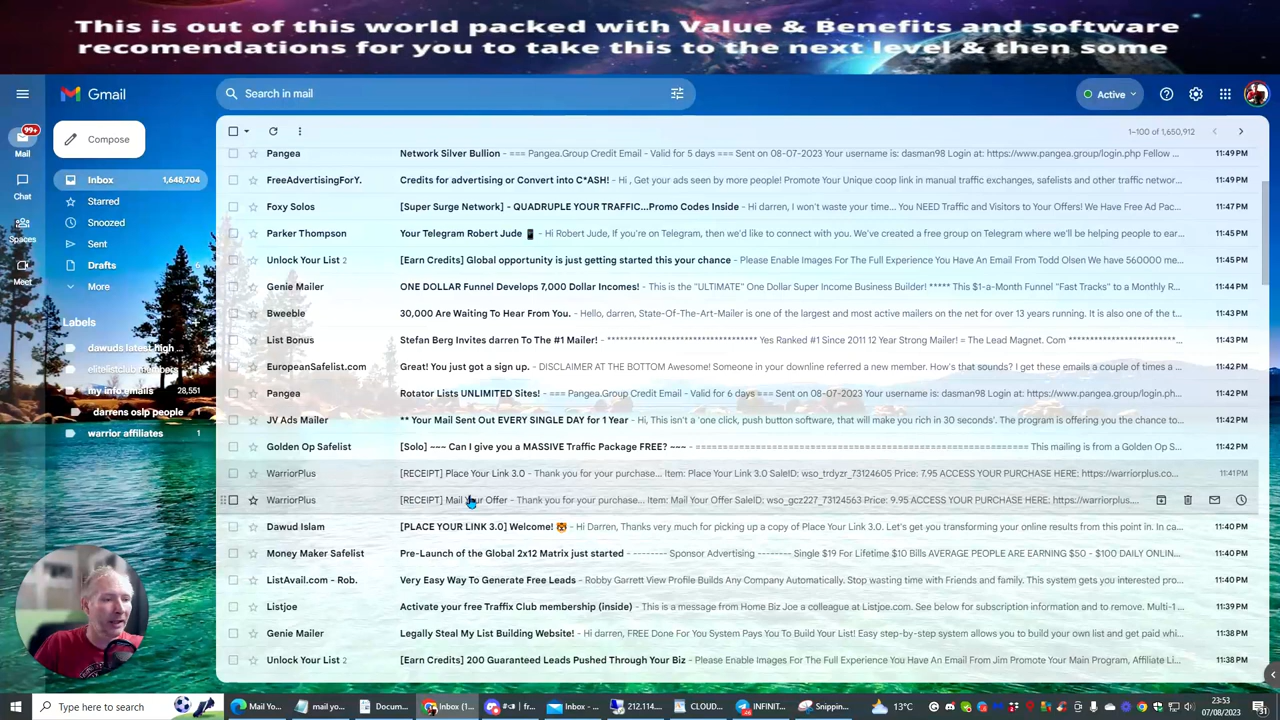 This is out of this world packed with Value & Benefits and software
recomendations for you to take this to the next level & then some
Gmail
Search in mail
Active
99+
Mail
Compose
1–100 of 1,650,912
Inbox 1,648,704
Chat
Starred
Snoozed
Spaces
Sent
Drafts 6
Meet
More
Labels
dawuds latest high ...
elitelistclub members
my info emails 28,551
darrens oslp people 1
warrior affiliates 1
Pangea Network Silver Bullion - === Pangea.Group Credit Email - Valid for 5 days === Sent on 08-07-2023 Your username is: dasman98 Login at: https://www.pangea.group/login.php Fellow ... 11:49 PM
FreeAdvertisingForY. Credits for advertising or Convert into C*ASH! - Hi , Get your ads seen by more people! Promote Your Unique coop link in manual traffic exchanges, safelists and other traffic networ... 11:49 PM
Foxy Solos [Super Surge Network] - QUADRUPLE YOUR TRAFFIC...Promo Codes Inside - Hi darren, I won't waste your time... You NEED Traffic and Visitors to Your Offers! We Have Free Ad Pac... 11:47 PM
Parker Thompson Your Telegram Robert Jude 📱 - Hi Robert Jude, If you're on Telegram, then we'd like to connect with you. We've created a free group on Telegram where we'll be helping people to ear... 11:45 PM
Unlock Your List 2 [Earn Credits] Global opportunity is just getting started this your chance - Please Enable Images For The Full Experience You Have An Email From Todd Olsen We have 560000 me... 11:45 PM
Genie Mailer ONE DOLLAR Funnel Develops 7,000 Dollar Incomes! - This is the "ULTIMATE" One Dollar Super Income Business Builder! ***** This $1-a-Month Funnel "Fast Tracks" to a Monthly R... 11:44 PM
Bweeble 30,000 Are Waiting To Hear From You. - Hello, darren, State-Of-The-Art-Mailer is one of the largest and most active mailers on the net for over 13 years running. It is also one of the t... 11:43 PM
List Bonus Stefan Berg Invites darren To The #1 Mailer! - ********************************* Yes Ranked #1 Since 2011 12 Year Strong Mailer! = The Lead Magnet. Com ***************************... 11:43 PM
EuropeanSafelist.com Great! You just got a sign up. - DISCLAIMER AT THE BOTTOM Awesome! Someone in your downline referred a new member. How's that sounds? I get these emails a couple of times a ... 11:42 PM
Pangea Rotator Lists UNLIMITED Sites! - === Pangea.Group Credit Email - Valid for 6 days === Sent on 08-07-2023 Your username is: dasman98 Login at: https://www.pangea.group/login.php ... 11:42 PM
JV Ads Mailer ** Your Mail Sent Out EVERY SINGLE DAY for 1 Year - Hi, This isn't a 'one click, push button software, that will make you rich in 30 seconds'. The program is offering you the chanc... 11:42 PM
Golden Op Safelist [Solo] ~~~ Can I give you a MASSIVE Traffic Package FREE? ~~~ - ================================================ This mailing is from a Golden Op S... 11:42 PM
WarriorPlus [RECEIPT] Place Your Link 3.0 - Thank you for your purchase... Item: Place Your Link 3.0 SaleID: wso_trdyzr_73124605 Price: 7.95 ACCESS YOUR PURCHASE HERE: https://warriorplus.co... 11:41 PM
WarriorPlus [RECEIPT] Mail Your Offer - Thank you for your purchase... Item: Mail Your Offer SaleID: wso_gcz227_73124563 Price: 9.95 ACCESS YOUR PURCHASE HERE: https://warriorplus.com...
Dawud Islam [PLACE YOUR LINK 3.0] Welcome! 🐯 - Hi Darren, Thanks very much for picking up a copy of Place Your Link 3.0. Let's get you transforming your online results from this point in. In ca... 11:40 PM
Money Maker Safelist Pre-Launch of the Global 2x12 Matrix just started - -------- Sponsor Advertising -------- Single $19 For Lifetime $10 Bills AVERAGE PEOPLE ARE EARNING $50 - $100 DAILY ONLIN... 11:40 PM
ListAvail.com - Rob. Very Easy Way To Generate Free Leads - Robby Garrett View Profile Builds Any Company Automatically. Stop wasting time with Friends and family. This system gets you interested pro... 11:40 PM
Listjoe Activate your free Traffix Club membership (inside) - This is a message from Home Biz Joe a colleague at Listjoe.com. See below for subscription information and to remove. Multi-1 ... 11:39 PM
Genie Mailer Legally Steal My List Building Website! - Hi darren, FREE Done For You System Pays You To Build Your List! Easy step-by-step system allows you to build your own list and get paid whi... 11:38 PM
Unlock Your List 2 [Earn Credits] 200 Guaranteed Leads Pushed Through Your Biz - Please Enable Images For The Full Experience You Have An Email From Jim Promote Your Main Program, Affiliate Li... 11:38 PM
Type here to search
Mail Yo...
mail yo...
Docum...
Inbox (1...
#📣 | fr...
Inbox - ...
212.114....
CLOUD...
INFINIT...
Snippin...
13°C
23:53
07/08/2023